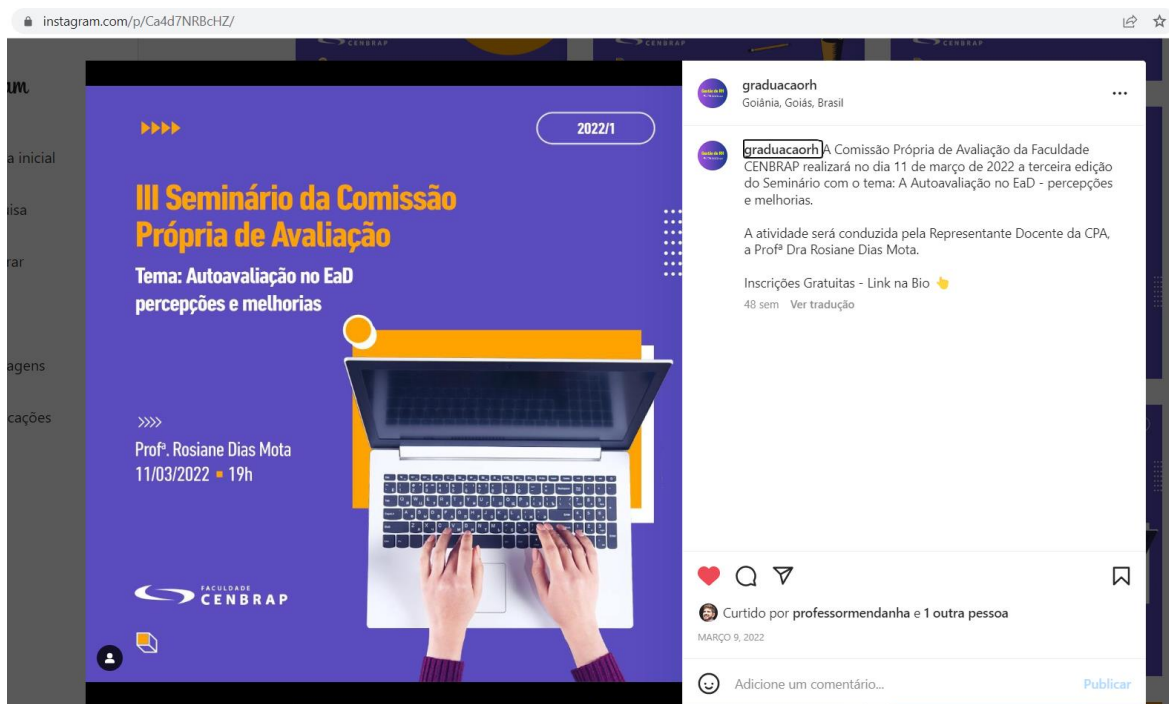 instagram.com/p/Ca4d7NRBcHZ/
CENBRAP
CENBRAP
CENBRAP
am
a inicial
isa
rar
agens
cações
2022/1
III Seminário da Comissão
Própria de Avaliação
Tema: Autoavaliação no EaD
percepções e melhorias
Profª. Rosiane Dias Mota
11/03/2022 ▪ 19h
FACULDADE
CENBRAP
graduacaorh
Goiânia, Goiás, Brasil
graduacaorh A Comissão Própria de Avaliação da Faculdade
CENBRAP realizará no dia 11 de março de 2022 a terceira edição
do Seminário com o tema: A Autoavaliação no EaD - percepções
e melhorias.
A atividade será conduzida pela Representante Docente da CPA,
a Profª Dra Rosiane Dias Mota.
Inscrições Gratuitas - Link na Bio 👆
48 sem Ver tradução
Curtido por professormendanha e 1 outra pessoa
MARÇO 9, 2022
Adicione um comentário...
Publicar